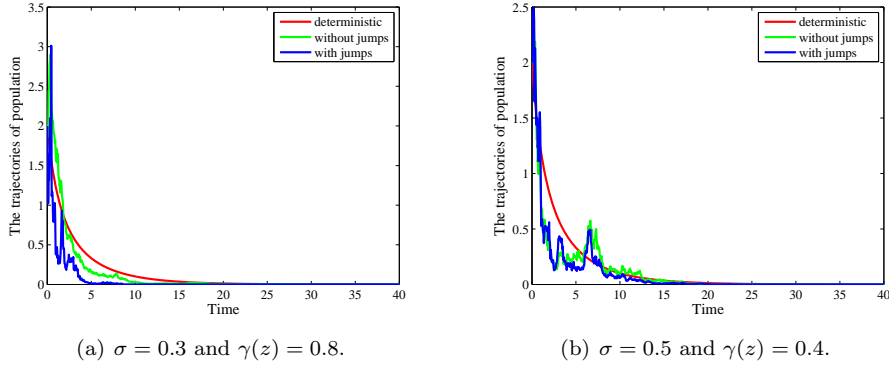 3.5
3
2.5
2
1.5
1
0.5
0
0 5 10 15 20 25 30 35 40
Time
The trajectories of population
deterministic
without jumps
with jumps
(a) σ = 0.3 and γ(z) = 0.8.
2.5
2
1.5
1
0.5
0
0 5 10 15 20 25 30 35 40
Time
The trajectories of population
deterministic
without jumps
with jumps
(b) σ = 0.5 and γ(z) = 0.4.